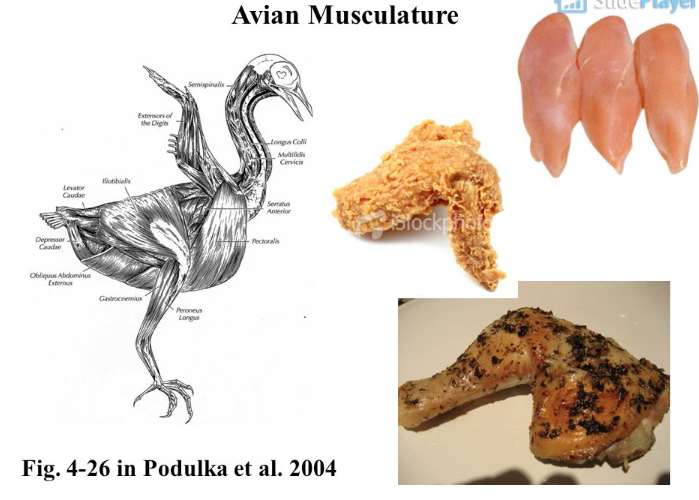 Avian Musculature
SlidePlayer
Semispinalis
Extensors of
the Digits
Longus Colli
Multifidis
Cervicis
Iliotibialis
Levator
Caudae
Serratus
Anterior
Depressor
Caudae
Pectoralis
Obliquus Abdominus
Externus
Gastrocnemius
Peroneus
Longus
iStockphoto
Fig. 4-26 in Podulka et al. 2004